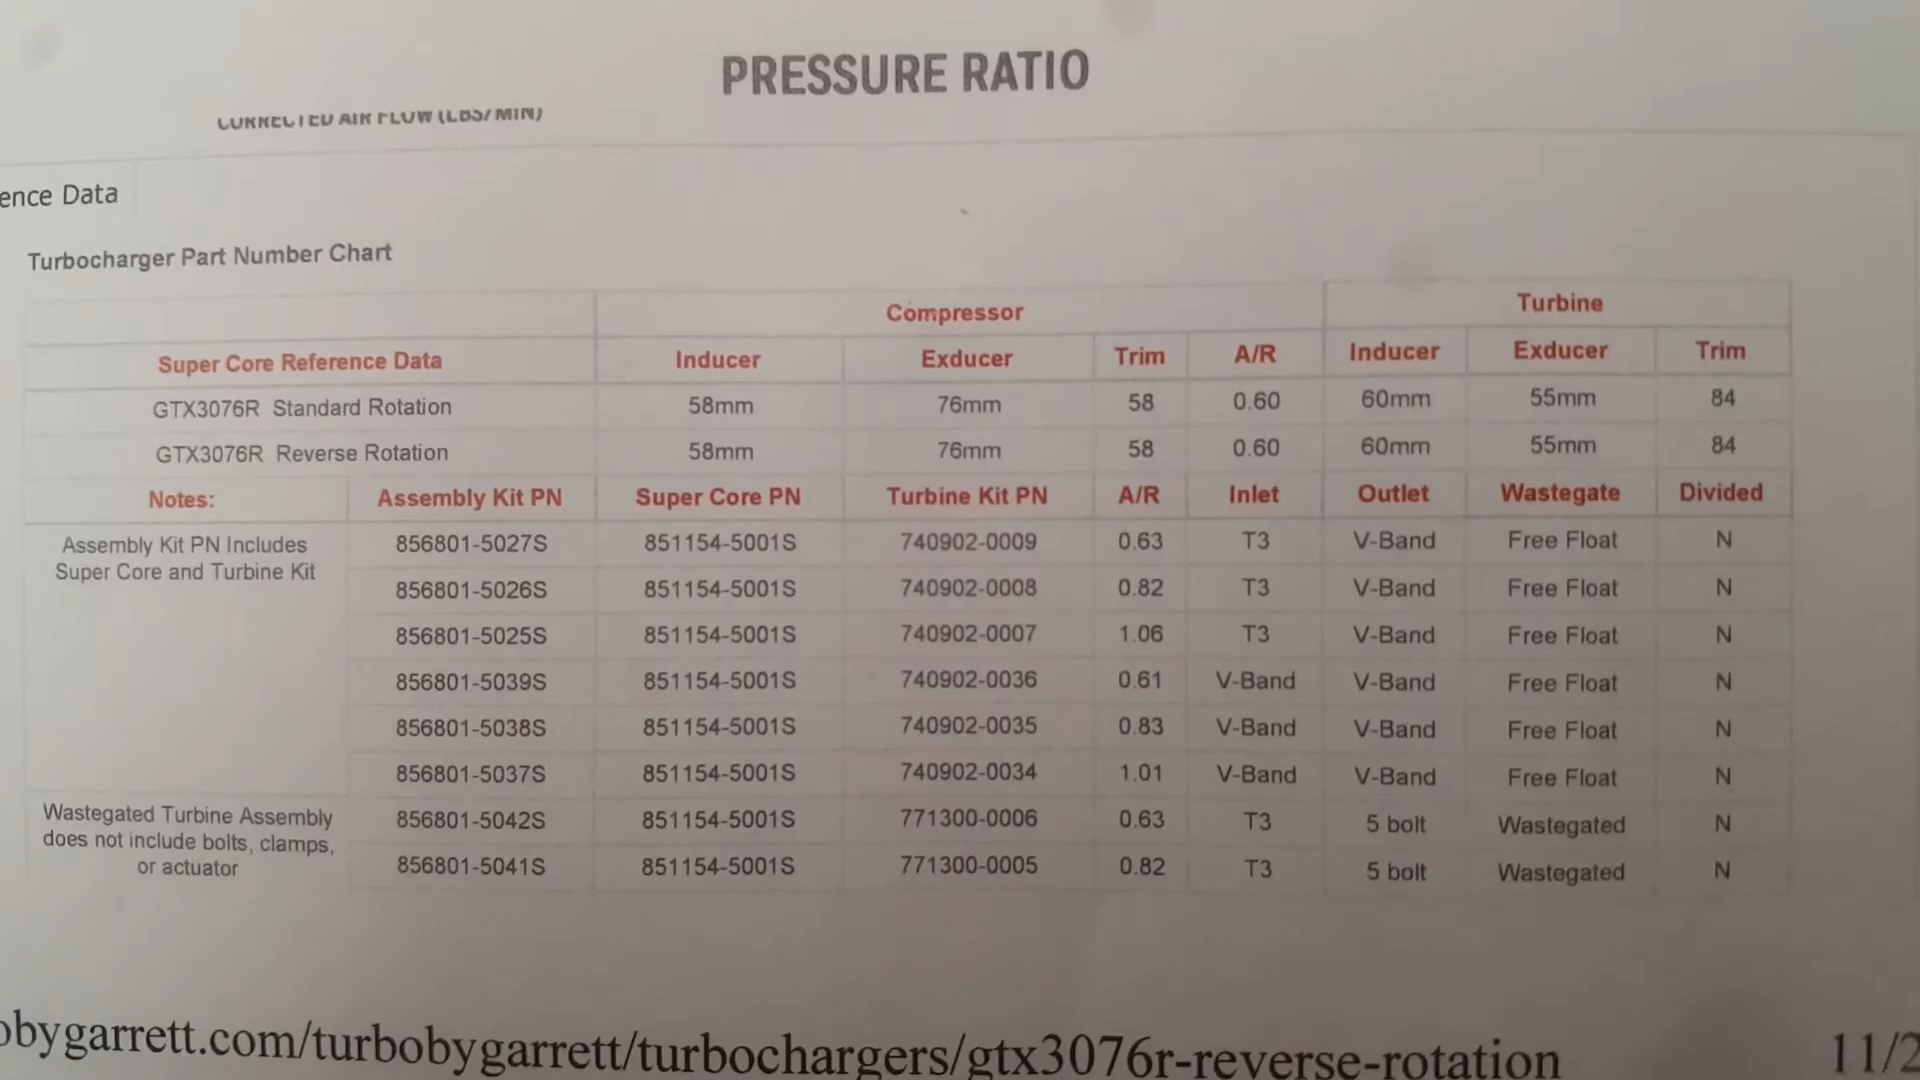 PRESSURE RATIO
CORRECTED AIR FLOW (LBS/MIN)
ence Data
Turbocharger Part Number Chart
Compressor Turbine
Super Core Reference Data Inducer Exducer Trim A/R Inducer Exducer Trim
GTX3076R Standard Rotation 58mm 76mm 58 0.60 60mm 55mm 84
GTX3076R Reverse Rotation 58mm 76mm 58 0.60 60mm 55mm 84
Notes: Assembly Kit PN Super Core PN Turbine Kit PN A/R Inlet Outlet Wastegate Divided
Assembly Kit PN Includes
Super Core and Turbine Kit
856801-5027S 851154-5001S 740902-0009 0.63 T3 V-Band Free Float N
856801-5026S 851154-5001S 740902-0008 0.82 T3 V-Band Free Float N
856801-5025S 851154-5001S 740902-0007 1.06 T3 V-Band Free Float N
856801-5039S 851154-5001S 740902-0036 0.61 V-Band V-Band Free Float N
856801-5038S 851154-5001S 740902-0035 0.83 V-Band V-Band Free Float N
856801-5037S 851154-5001S 740902-0034 1.01 V-Band V-Band Free Float N
Wastegated Turbine Assembly
does not include bolts, clamps,
or actuator
856801-5042S 851154-5001S 771300-0006 0.63 T3 5 bolt Wastegated N
856801-5041S 851154-5001S 771300-0005 0.82 T3 5 bolt Wastegated N
obygarrett.com/turbobygarrett/turbochargers/gtx3076r-reverse-rotation 11/2